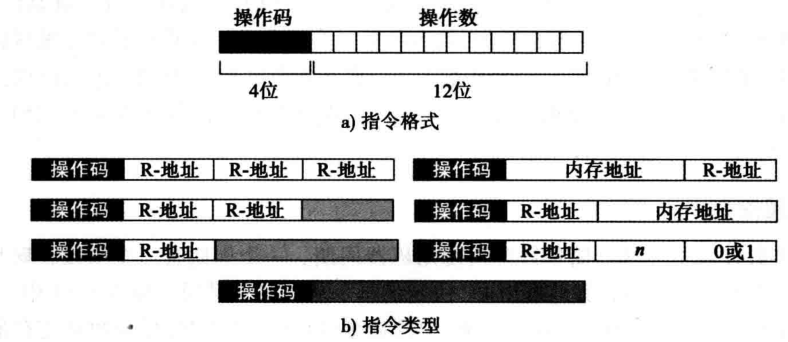 操作码 操作数
4位 12位
a) 指令格式
操作码 R-地址 R-地址 R-地址 操作码 内存地址 R-地址
操作码 R-地址 R-地址 操作码 R-地址 内存地址
操作码 R-地址 操作码 R-地址 n 0或1
操作码
b) 指令类型